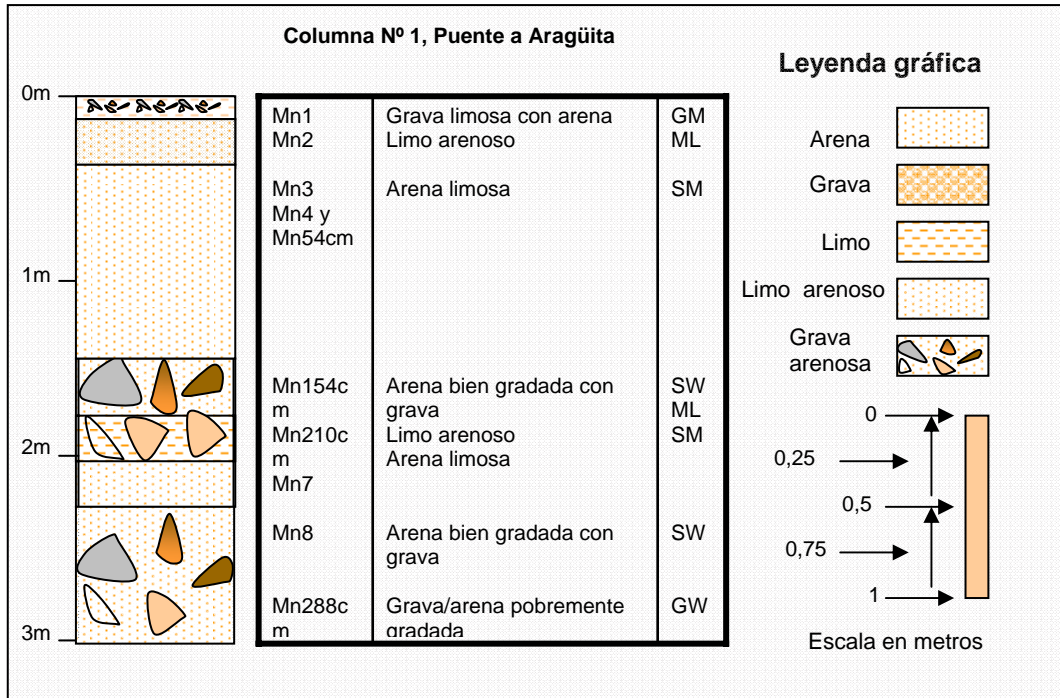 Columna Nº 1, Puente a Aragüita
0m
1m
2m
3m
Mn1 Grava limosa con arena GM
Mn2 Limo arenoso ML
Mn3 Arena limosa SM
Mn4 y
Mn54cm
Mn154c Arena bien gradada con SW
m grava ML
Mn210c Limo arenoso SM
m Arena limosa
Mn7
Mn8 Arena bien gradada con SW
grava
Mn288c Grava/arena pobremente GW
m gradada
Leyenda gráfica
Arena
Grava
Limo
Limo arenoso
Grava
arenosa
0
0,25
0,5
0,75
1
Escala en metros